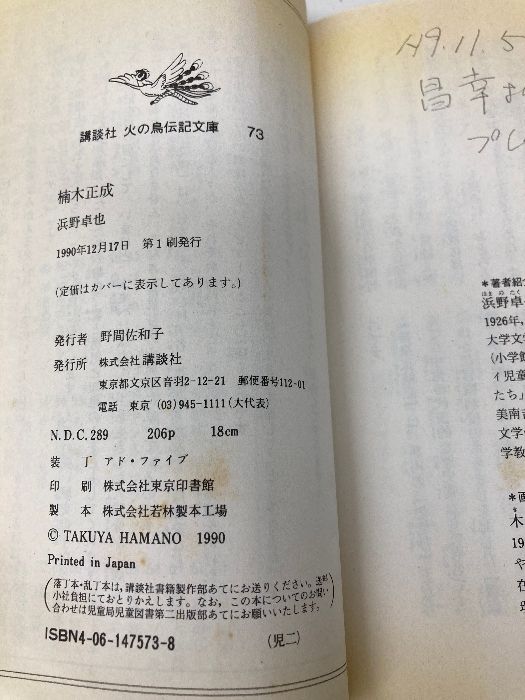 講談社 火の鳥伝記文庫 73
楠木正成
浜野卓也
1990年12月17日 第1刷発行
(定価はカバーに表示してあります。)
発行者 野間佐和子
発行所 株式会社 講談社
東京都文京区音羽2-12-21 郵便番号112-01
電話 東京 (03) 945-1111 (大代表)
N.D.C.289 206p 18cm
装 丁 アド・ファイブ
印 刷 株式会社東京印書館
製 本 株式会社若林製本工場
© TAKUYA HAMANO 1990
Printed in Japan
落丁本・乱丁本は、講談社書籍製作部あてにお送りください。送料
小社負担にておとりかえします。なお、この本についてのお問い
合わせは児童局児童図書第二出版部あてにお願いいたします。
ISBN4-06-147573-8 (児二)
H9.11.5
昌幸
プレ
*著者紹介
浜野卓
1926年,
大学文学
(小学館
ィ児童
たち」
美南吉
文学・
学教
*画
木
19
や
在